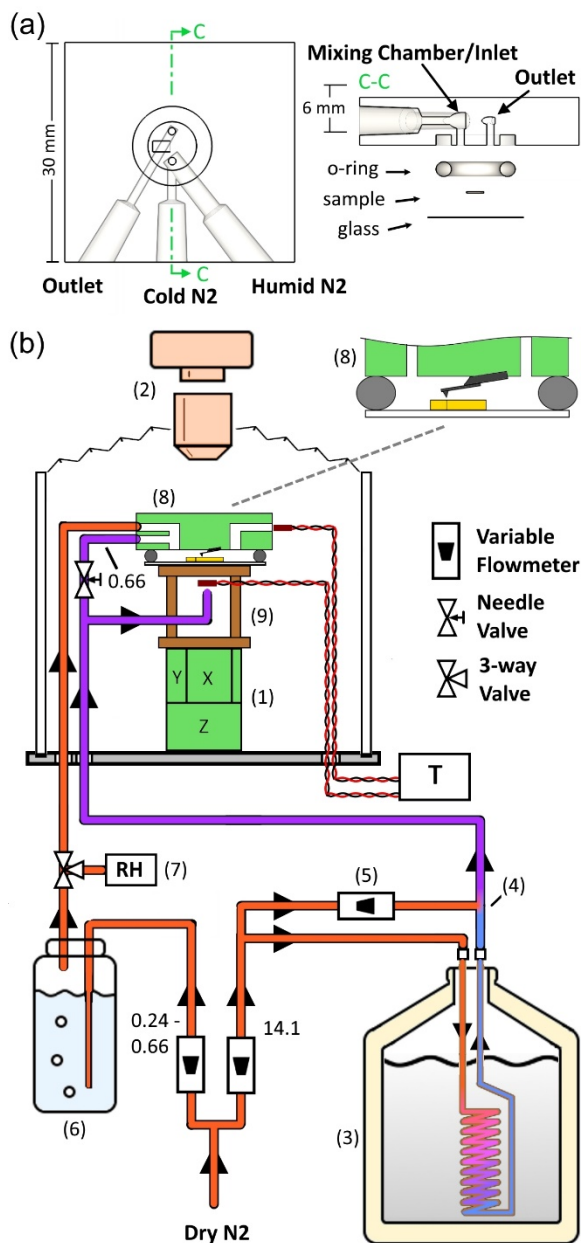 (a)
C
C-C
Mixing Chamber/Inlet
Outlet
6 mm
30 mm
o-ring
sample
glass
C
Outlet
Cold N2
Humid N2
(b)
(2)
(8)
(8)
0.66
(9)
Y
X
Z
(1)
T
Variable
Flowmeter
Needle
Valve
3-way
Valve
RH
(7)
(5)
(4)
0.24 -
0.66
14.1
(6)
(3)
Dry N2